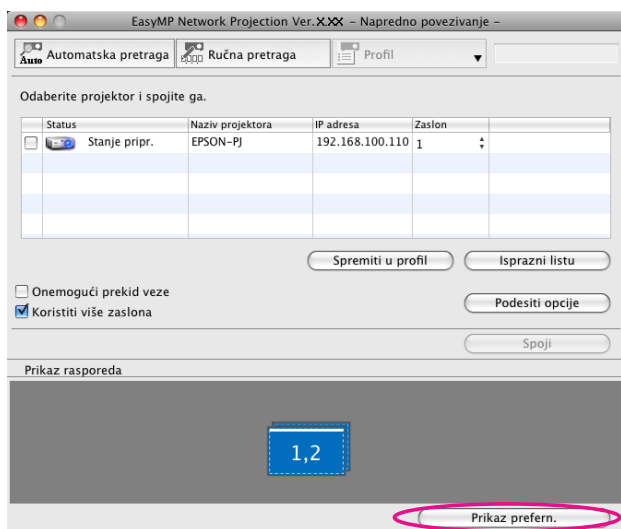 EasyMP Network Projection Ver.X.XX – Napredno povezivanje –
Auto Automatska pretraga Ručna pretraga Profil
Odaberite projektor i spojite ga.
Status Naziv projektora IP adresa Zaslon
Stanje pripr. EPSON-PJ 192.168.100.110 1
Spremiti u profil Isprazni listu
Onemogući prekid veze
Koristiti više zaslona
Podesiti opcije
Spoji
Prikaz rasporeda
1,2
Prikaz prefern.